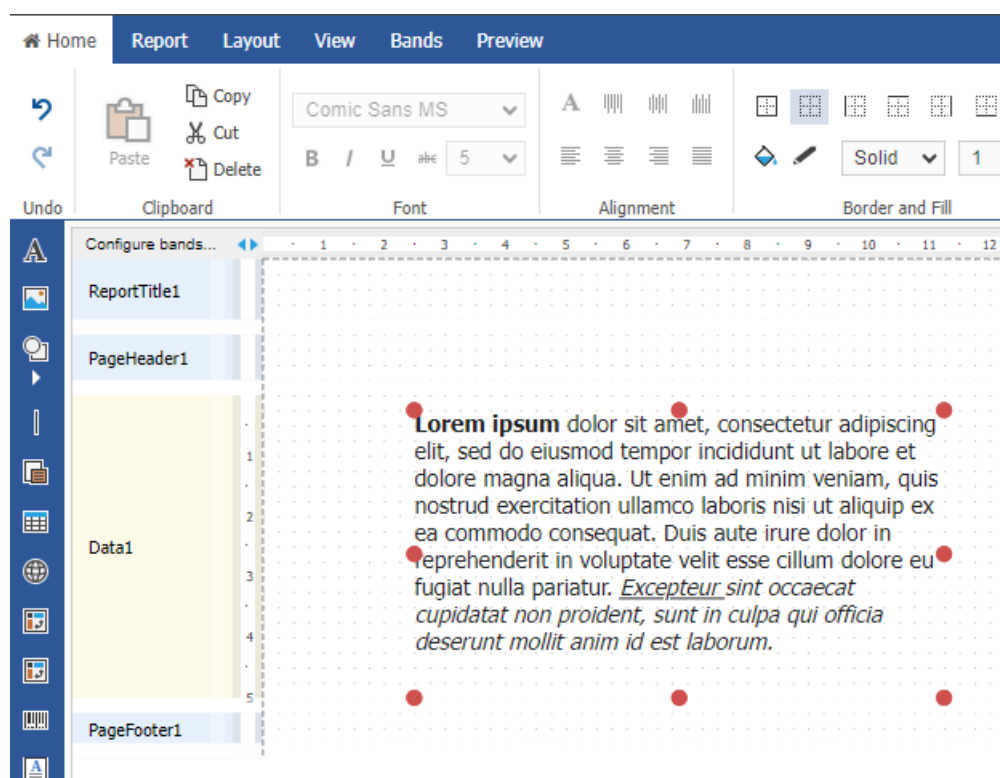 Home Report Layout View Bands Preview
Copy
Cut
Paste
Delete
Comic Sans MS
A
B I U abc 5
Solid 1
Undo Clipboard Font Alignment Border and Fill
Configure bands...
1 2 3 4 5 6 7 8 9 10 11 12
A
ReportTitle1
PageHeader1
Data1
1
2
3
4
5
PageFooter1
A
Lorem ipsum dolor sit amet, consectetur adipiscing
elit, sed do eiusmod tempor incididunt ut labore et
dolore magna aliqua. Ut enim ad minim veniam, quis
nostrud exercitation ullamco laboris nisi ut aliquip ex
ea commodo consequat. Duis aute irure dolor in
reprehenderit in voluptate velit esse cillum dolore eu
fugiat nulla pariatur. Excepteur sint occaecat
cupidatat non proident, sunt in culpa qui officia
deserunt mollit anim id est laborum.